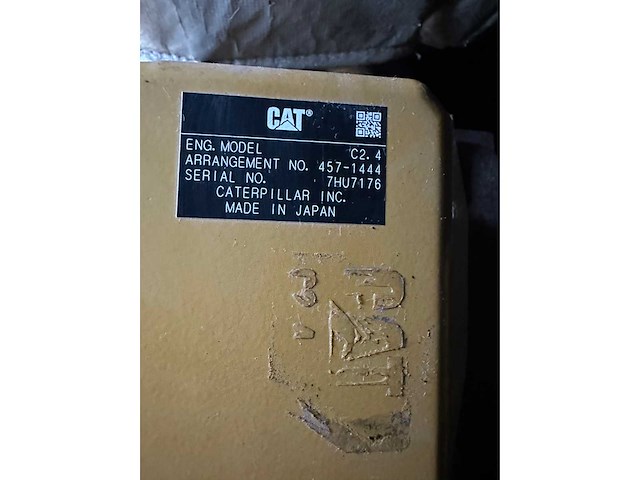 CAT®
ENG. MODEL C2.4
ARRANGEMENT NO. 457-1444
SERIAL NO. 7HU7176
CATERPILLAR INC.
MADE IN JAPAN
CAT